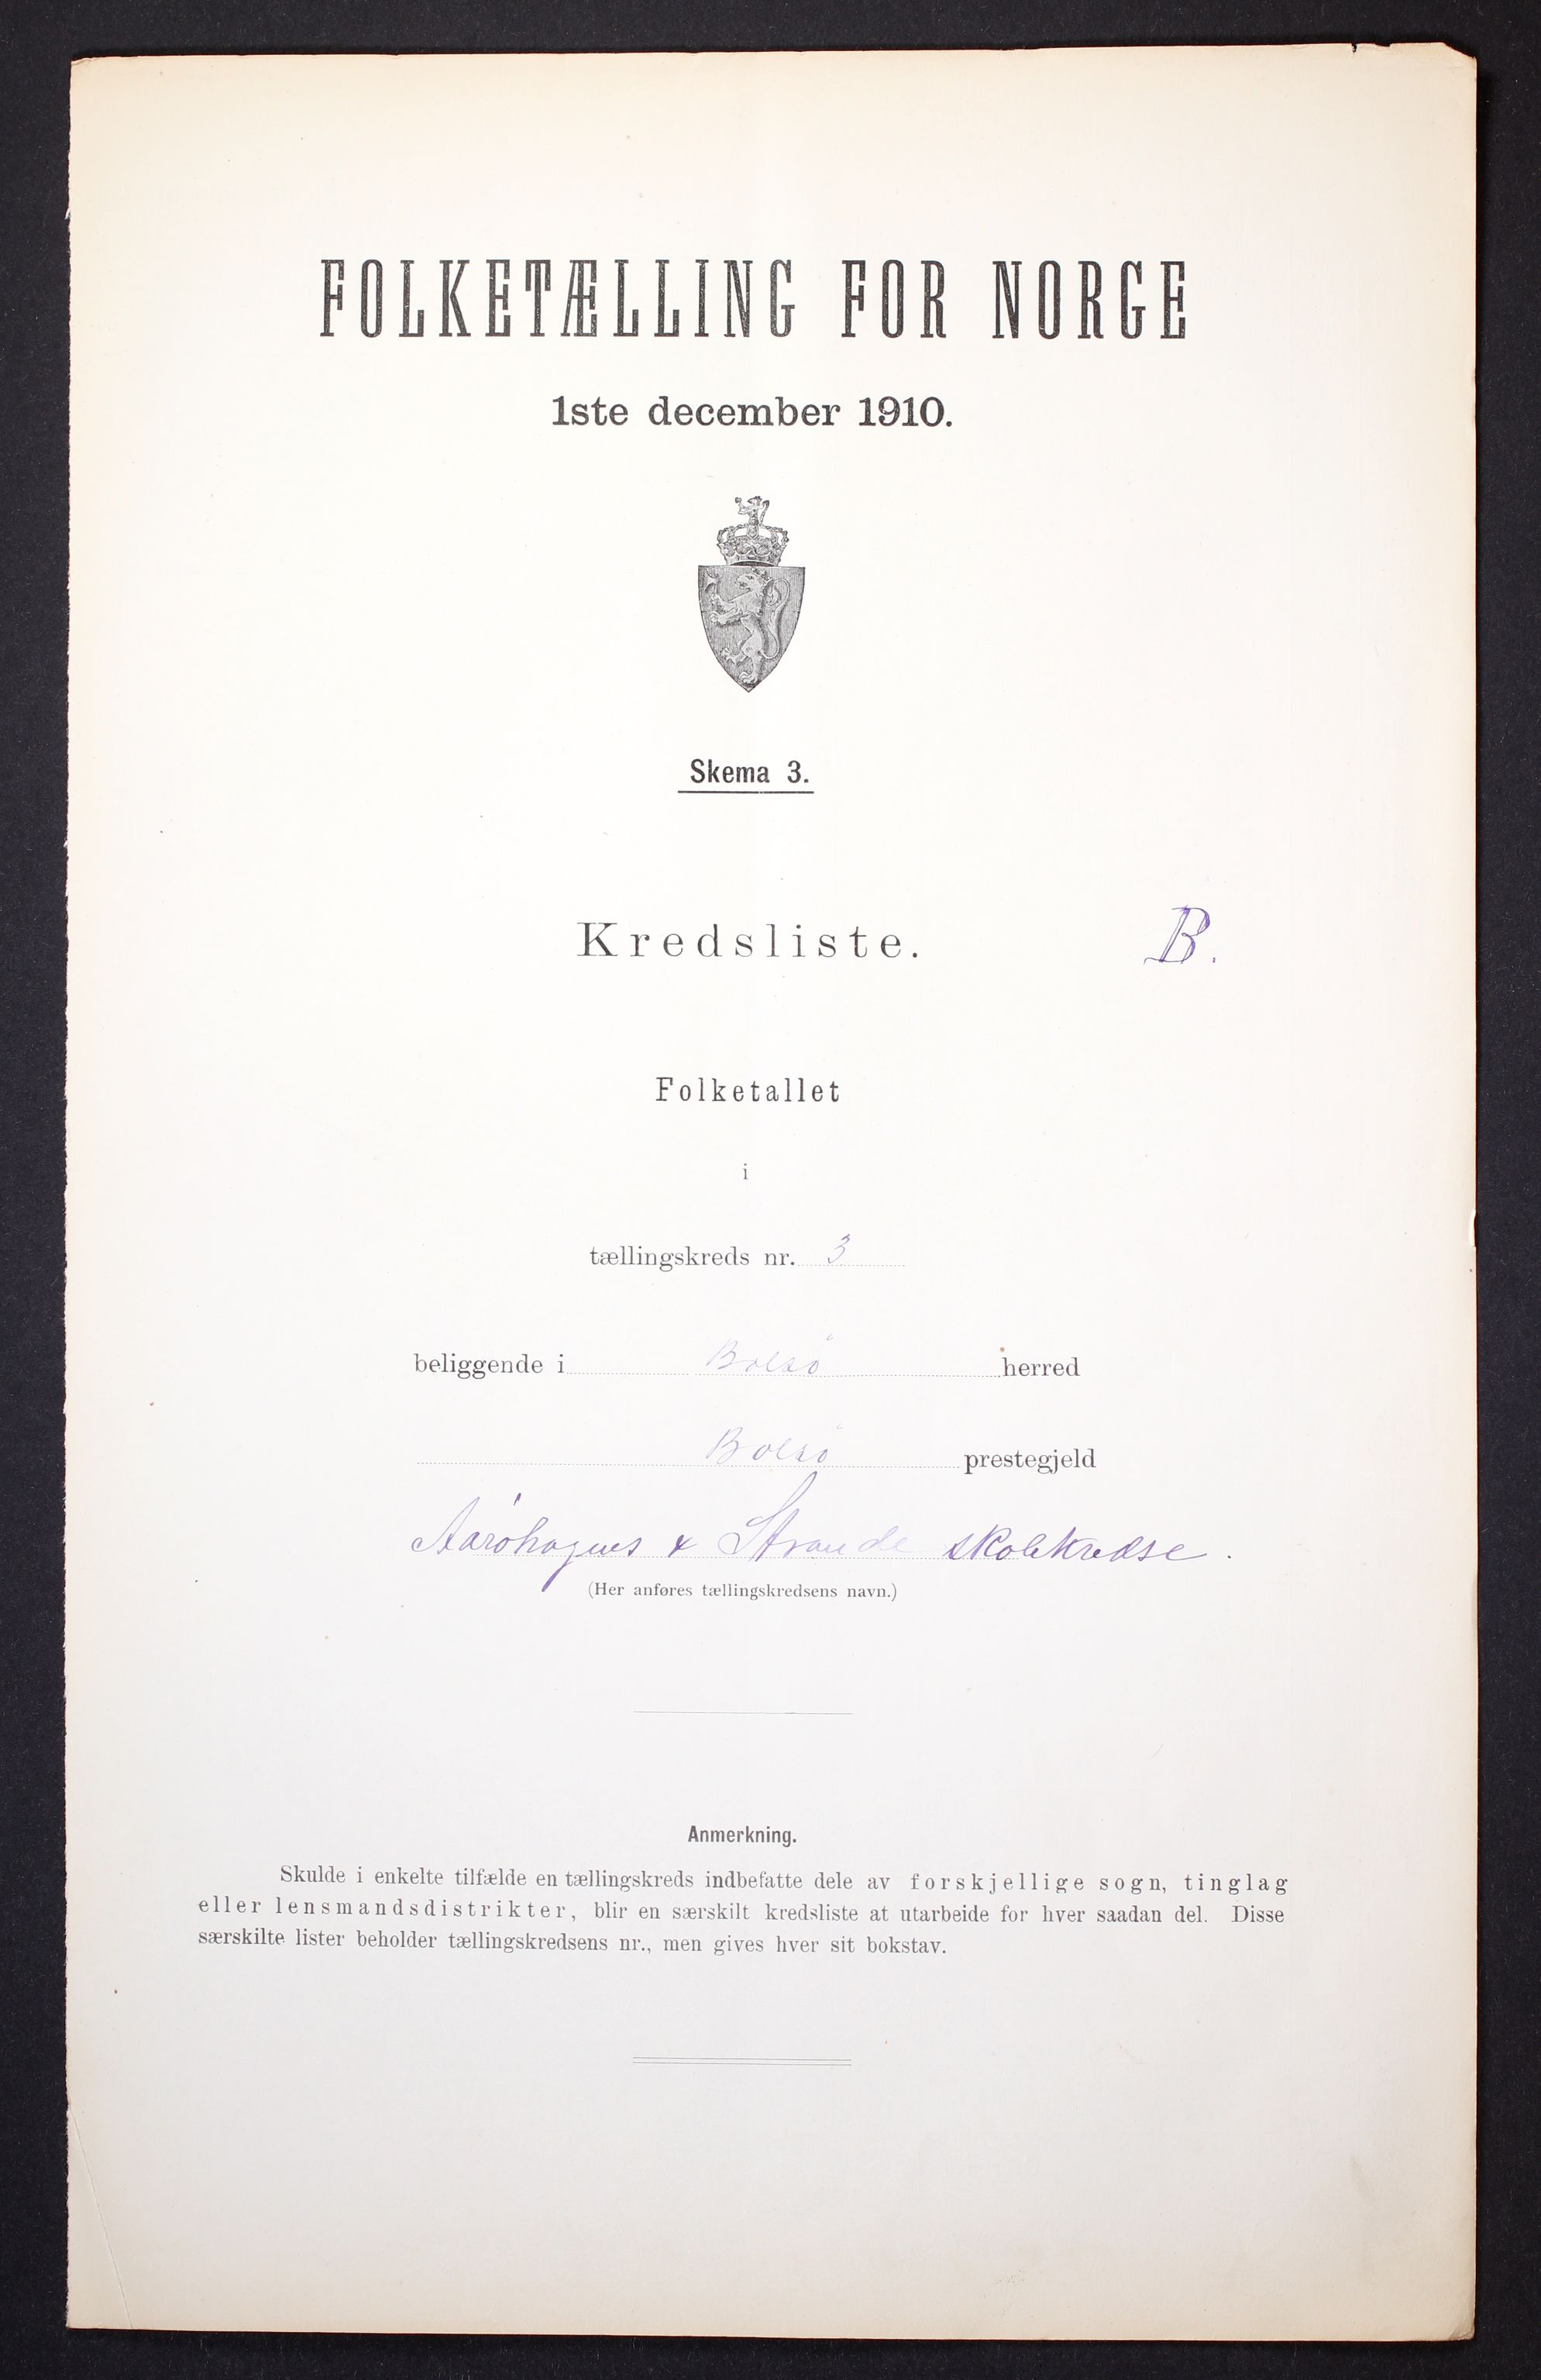 FOLKETÆLLING FOR NORGE
1ste december 1910.
Skema 3.
Kredsliste. B.
Folketallet
i
tællingskreds nr. 3
beliggende i Bolsø herred
Bolsø prestegjeld
Aarøhagnes & Strande skolekredse.
(Her anføres tællingskredsens navn.)
Anmerkning.
Skulde i enkelte tilfælde en tællingskreds indbefatte dele av forskjellige sogn, tinglag
eller lensmandsdistrikter, blir en særskilt kredsliste at utarbeide for hver saadan del. Disse
særskilte lister beholder tællingskredsens nr., men gives hver sit bokstav.